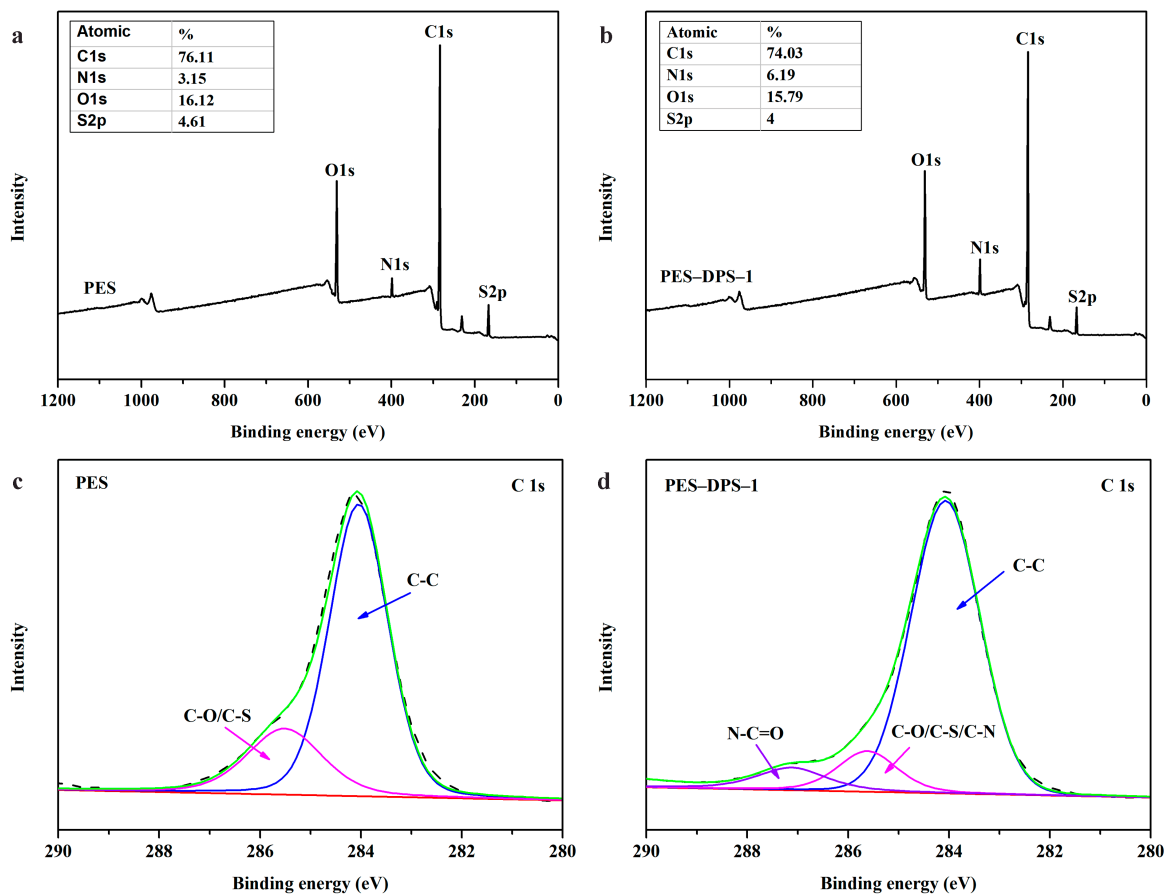 a
Atomic %
C1s 76.11
N1s 3.15
O1s 16.12
S2p 4.61
C1s
O1s
N1s
S2p
PES
Intensity
1200 1000 800 600 400 200 0
Binding energy (eV)
b
Atomic %
C1s 74.03
N1s 6.19
O1s 15.79
S2p 4
C1s
O1s
N1s
S2p
PES–DPS–1
Intensity
1200 1000 800 600 400 200 0
Binding energy (eV)
c
PES
C 1s
C-C
C-O/C-S
Intensity
290 288 286 284 282 280
Binding energy (eV)
d
PES–DPS–1
C 1s
C-C
N-C=O
C-O/C-S/C-N
Intensity
290 288 286 284 282 280
Binding energy (eV)